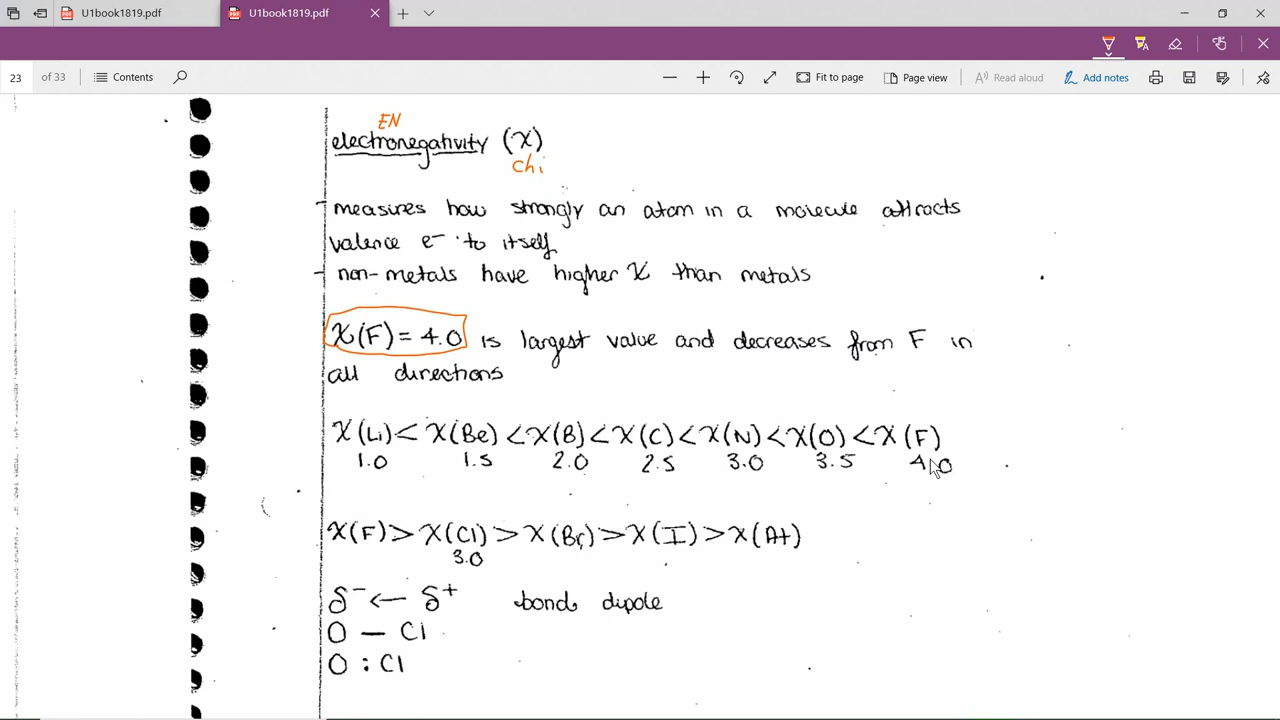 U1book1819.pdf
U1book1819.pdf
23 of 33
Contents
Fit to page
Page view
Read aloud
Add notes
EN
electronegativity (χ)
chi
- measures how strongly an atom in a molecule attracts
valence e⁻ to itself
- non-metals have higher χ than metals
χ(F) = 4.0 is largest value and decreases from F in
all directions
χ(Li) < χ(Be) < χ(B) < χ(C) < χ(N) < χ(O) < χ(F)
1.0 1.5 2.0 2.5 3.0 3.5 4.0
χ(F) > χ(Cl) > χ(Br) > χ(I) > χ(At)
3.0
δ⁻ ← δ⁺ bond dipole
O — Cl
O : Cl